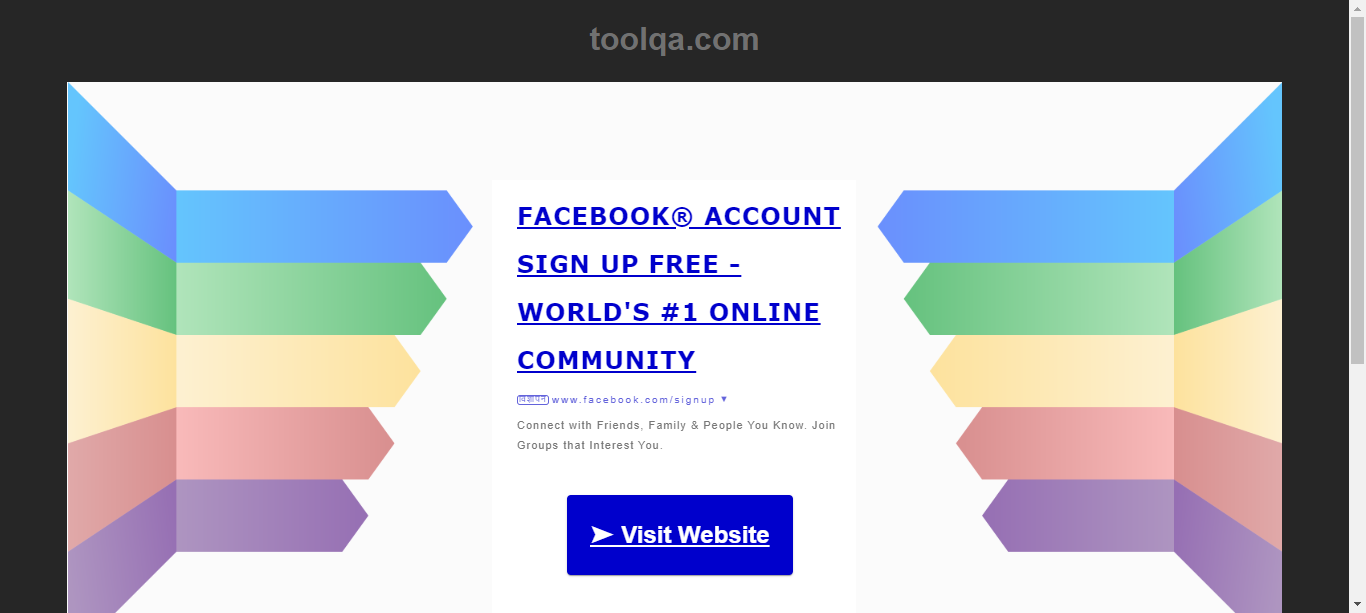 toolqa.com
FACEBOOK® ACCOUNT
SIGN UP FREE -
WORLD'S #1 ONLINE
COMMUNITY
विज्ञापन www.facebook.com/signup ▼
Connect with Friends, Family & People You Know. Join
Groups that Interest You.
➤ Visit Website